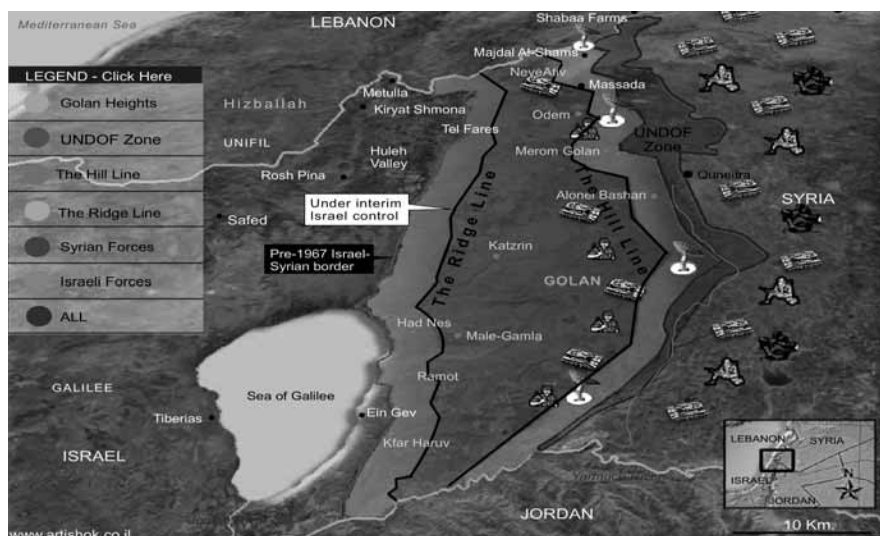 Mediterranean Sea
LEBANON
Shabaa Farms
Majdal Al-Shams
LEGEND - Click Here
Golan Heights
UNDOF Zone
The Hill Line
The Ridge Line
Syrian Forces
Israeli Forces
ALL
NeveAtiv
Massada
Metulla
Hizballah
Kiryat Shmona
Odem
Tel Fares
UNDOF
Zone
UNIFIL
Huleh
Valley
Merom Golan
Quneitra
Rosh Pina
Under interim
Israel control
Alonei Bashan
SYRIA
Safed
The Ridge Line
The Hill Line
Pre-1967 Israel-
Syrian border
Katzrin
GOLAN
Had Nes
Male-Gamla
GALILEE
Sea of Galilee
Ramot
Tiberias
Ein Gev
Kfar Haruv
ISRAEL
JORDAN
LEBANON
SYRIA
ISRAEL
N
JORDAN
www.artishok.co.il
10 Km.